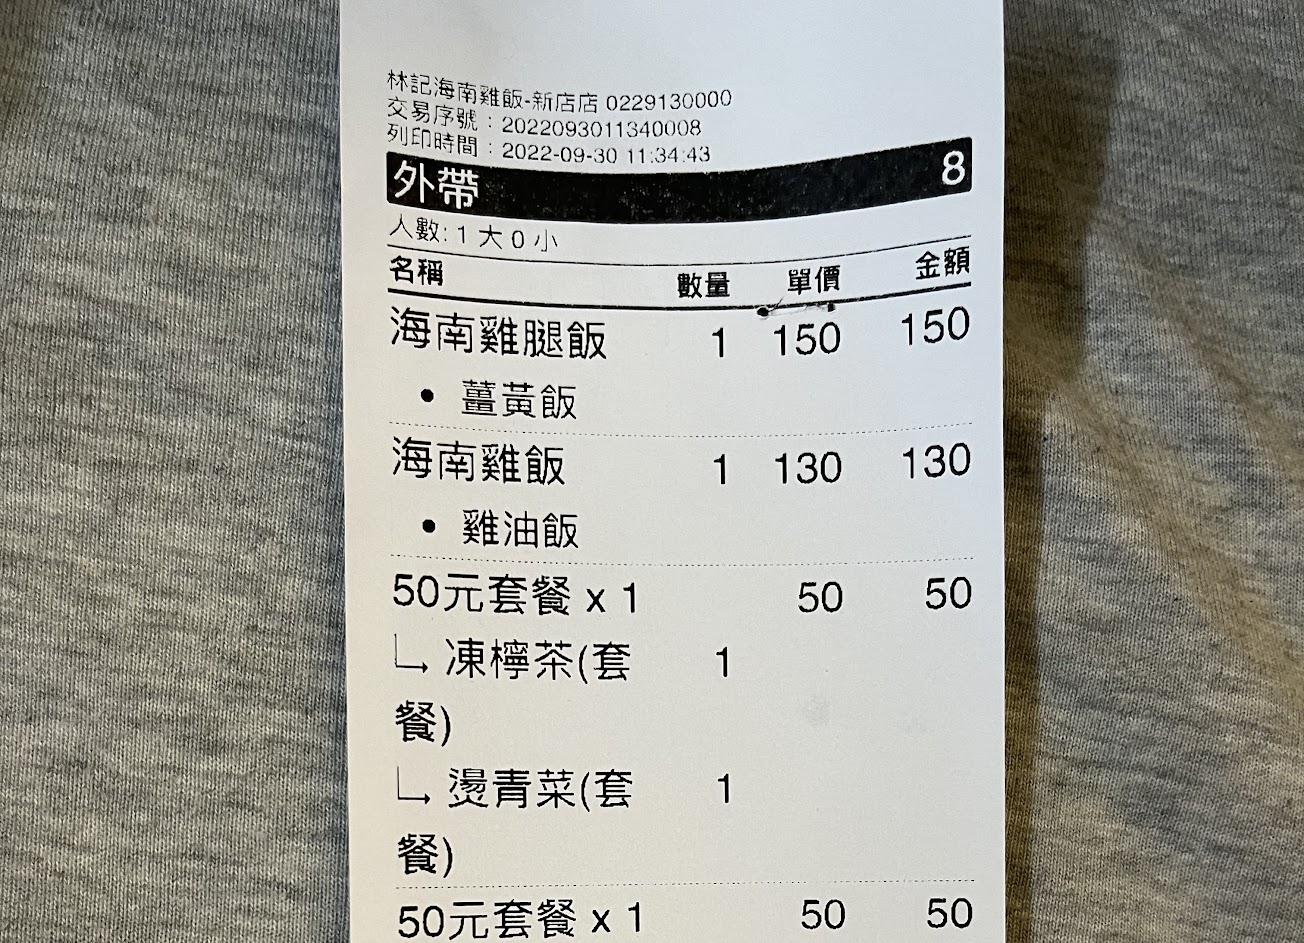 林記海南雞飯-新店店 0229130000
交易序號：2022093011340008
列印時間：2022-09-30 11:34:43
外帶 8
人數: 1 大 0 小
名稱 數量 單價 金額
海南雞腿飯 1 150 150
• 薑黃飯
海南雞飯 1 130 130
• 雞油飯
50元套餐 x 1 50 50
↳ 凍檸茶(套 1
餐)
↳ 燙青菜(套 1
餐)
50元套餐 x 1 50 50